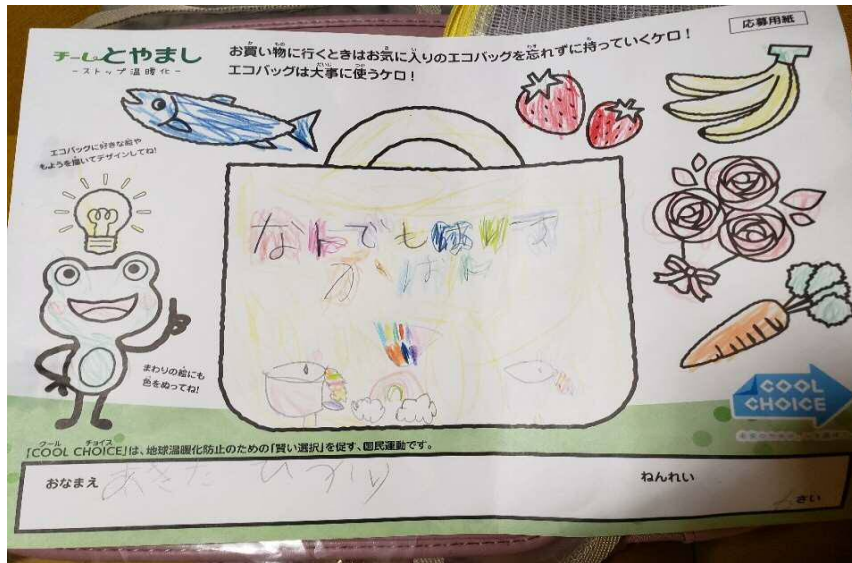 応募用紙
チームとやまし
－ストップ温暖化－
お買い物に行くときはお気に入りのエコバッグを忘れずに持っていくケロ！
エコバッグは大事に使うケロ！
エコバッグに好きな絵や
もようを描いてデザインしてね!
なんでもはいります
かばん
まわりの絵にも
色をぬってね!
COOL
CHOICE
「COOL CHOICE」は、地球温暖化防止のための「賢い選択」を促す、国民運動です。
おなまえ あきた
ねんれい
さい